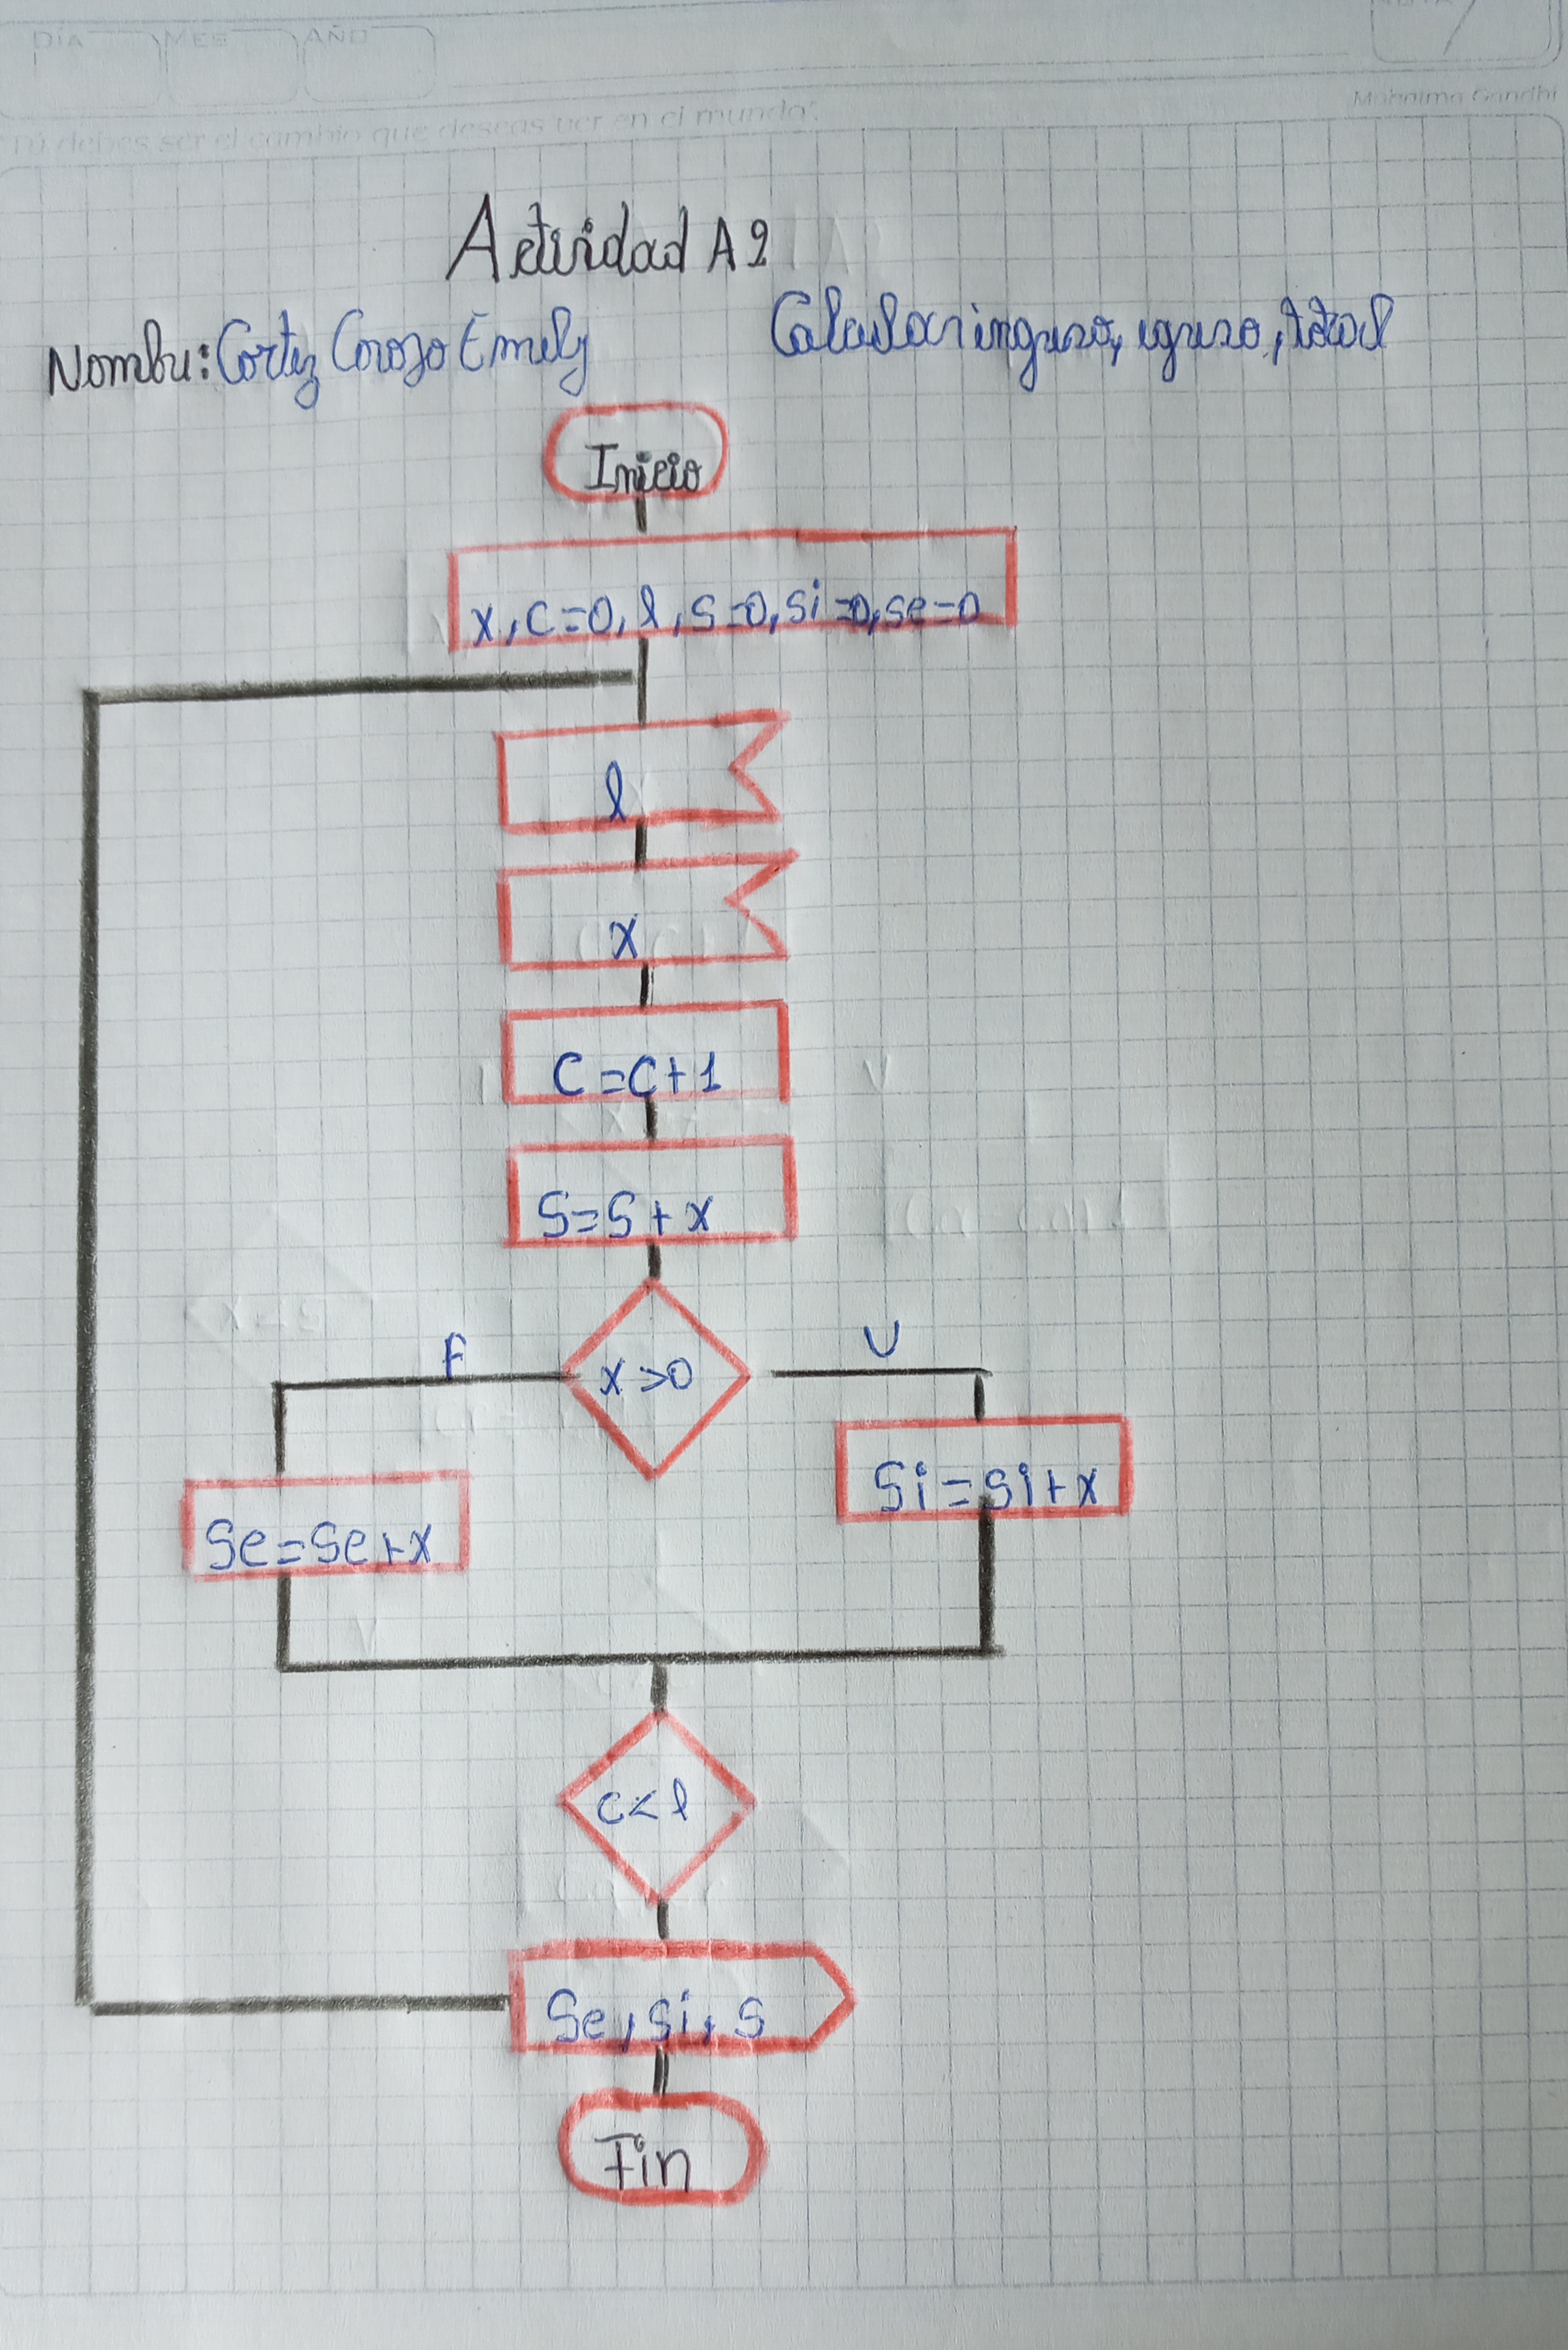 DÍA MES AÑO
Mahatma Gandhi
"Tú debes ser el cambio que deseas ver en el mundo".
Actividad A2
Nombre: Cortez Corozo Emely
Calcular ingreso, egreso, total
Inicio
x, c=0, l, s=0, si=0, se=0
l
x
c=c+1
s=s+x
F
x>0
V
Si=si+x
Se=se+x
c<l
Se, si, s
Fin